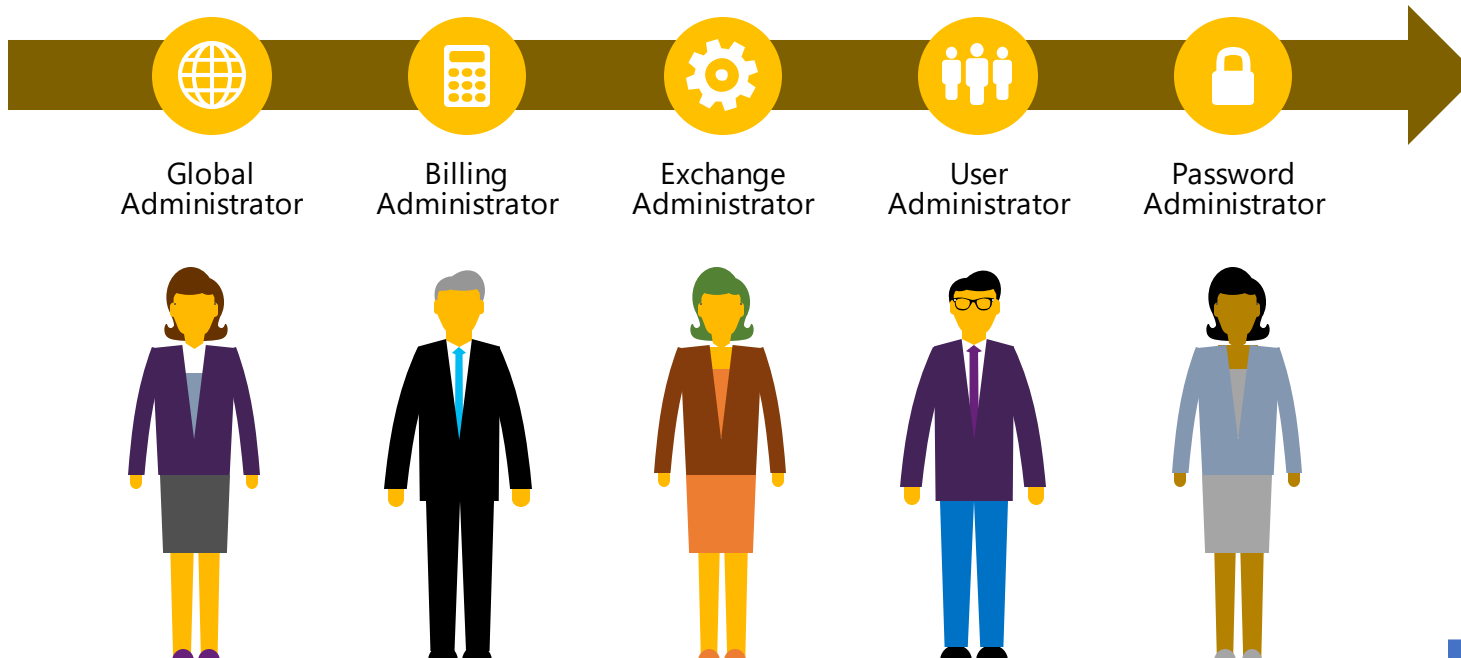 Global
Administrator
Billing
Administrator
Exchange
Administrator
User
Administrator
Password
Administrator